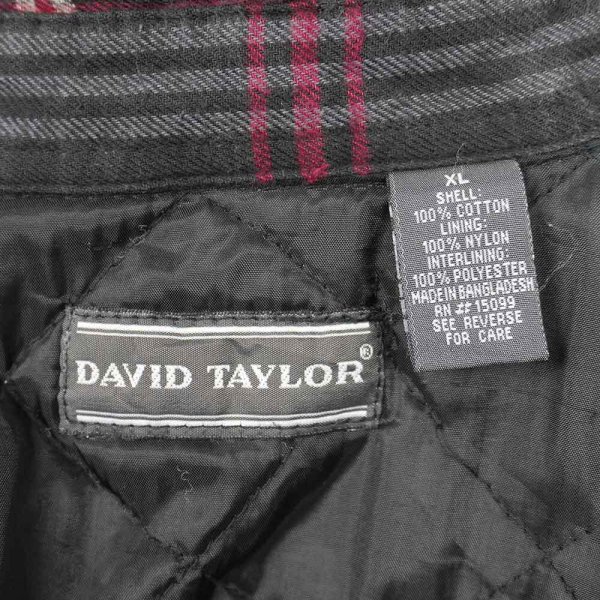 XL
SHELL:
100% COTTON
LINING:
100% NYLON
INTERLINING:
100% POLYESTER
MADE IN BANGLADESH
RN # 15099
SEE REVERSE
FOR CARE
DAVID TAYLOR®